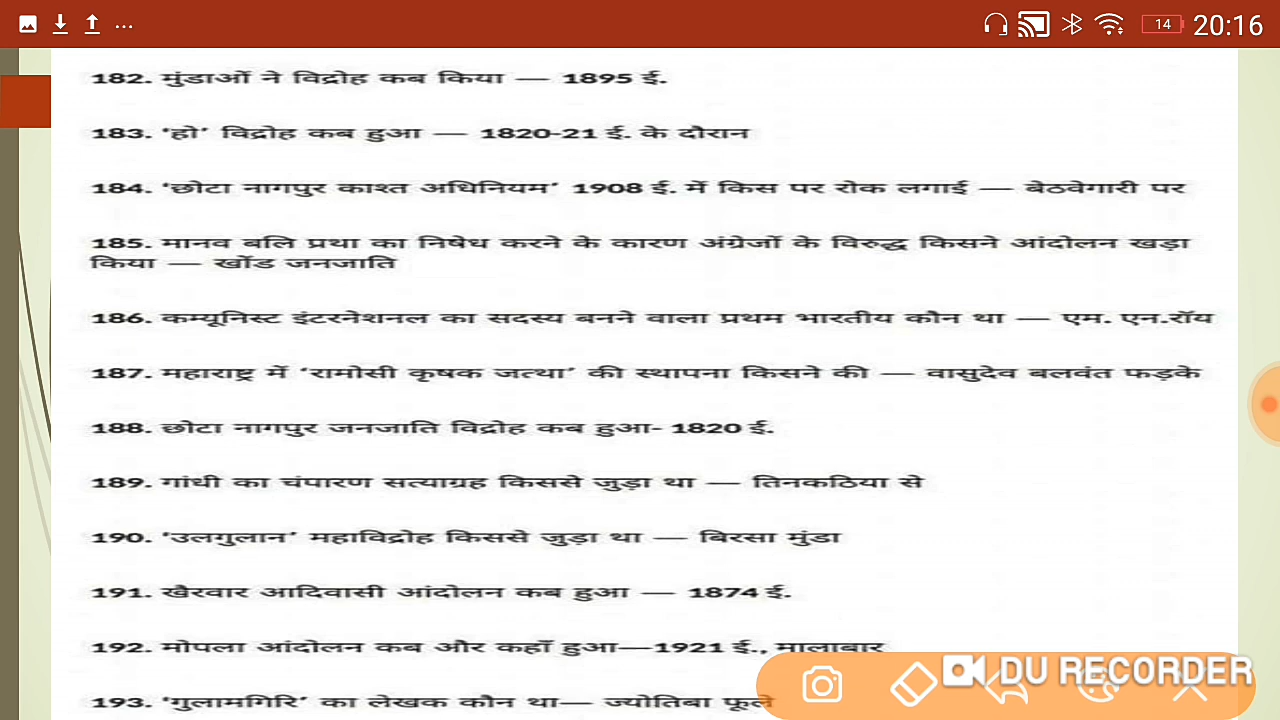 14 20:16
182. मुंडाओं ने विद्रोह कब किया — 1895 ई.
183. ‘हो’ विद्रोह कब हुआ — 1820-21 ई. के दौरान
184. ‘छोटा नागपुर काश्त अधिनियम’ 1908 ई. में किस पर रोक लगाई — बेठवेगारी पर
185. मानव बलि प्रथा का निषेध करने के कारण अंग्रेजों के विरुद्ध किसने आंदोलन खड़ा
किया — खोंड जनजाति
186. कम्यूनिस्ट इंटरनेशनल का सदस्य बनने वाला प्रथम भारतीय कौन था — एम. एन.रॉय
187. महाराष्ट्र में ‘रामोसी कृषक जत्था’ की स्थापना किसने की — वासुदेव बलवंत फड़के
188. छोटा नागपुर जनजाति विद्रोह कब हुआ- 1820 ई.
189. गांधी का चंपारण सत्याग्रह किससे जुड़ा था — तिनकठिया से
190. ‘उलगुलान’ महाविद्रोह किससे जुड़ा था — बिरसा मुंडा
191. खैरवार आदिवासी आंदोलन कब हुआ — 1874 ई.
192. मोपला आंदोलन कब और कहाँ हुआ—1921 ई., मालाबार
DU RECORDER
193. ‘गुलामगिरि’ का लेखक कौन था— ज्योतिबा फूले